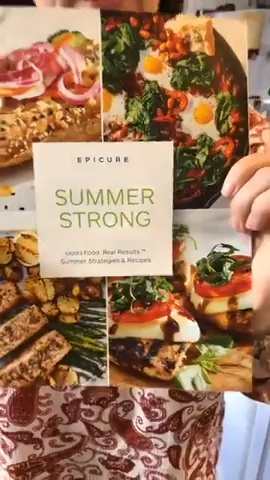 EPICURE
SUMMER
STRONG
Good Food. Real Results.™
Summer Strategies & Recipes